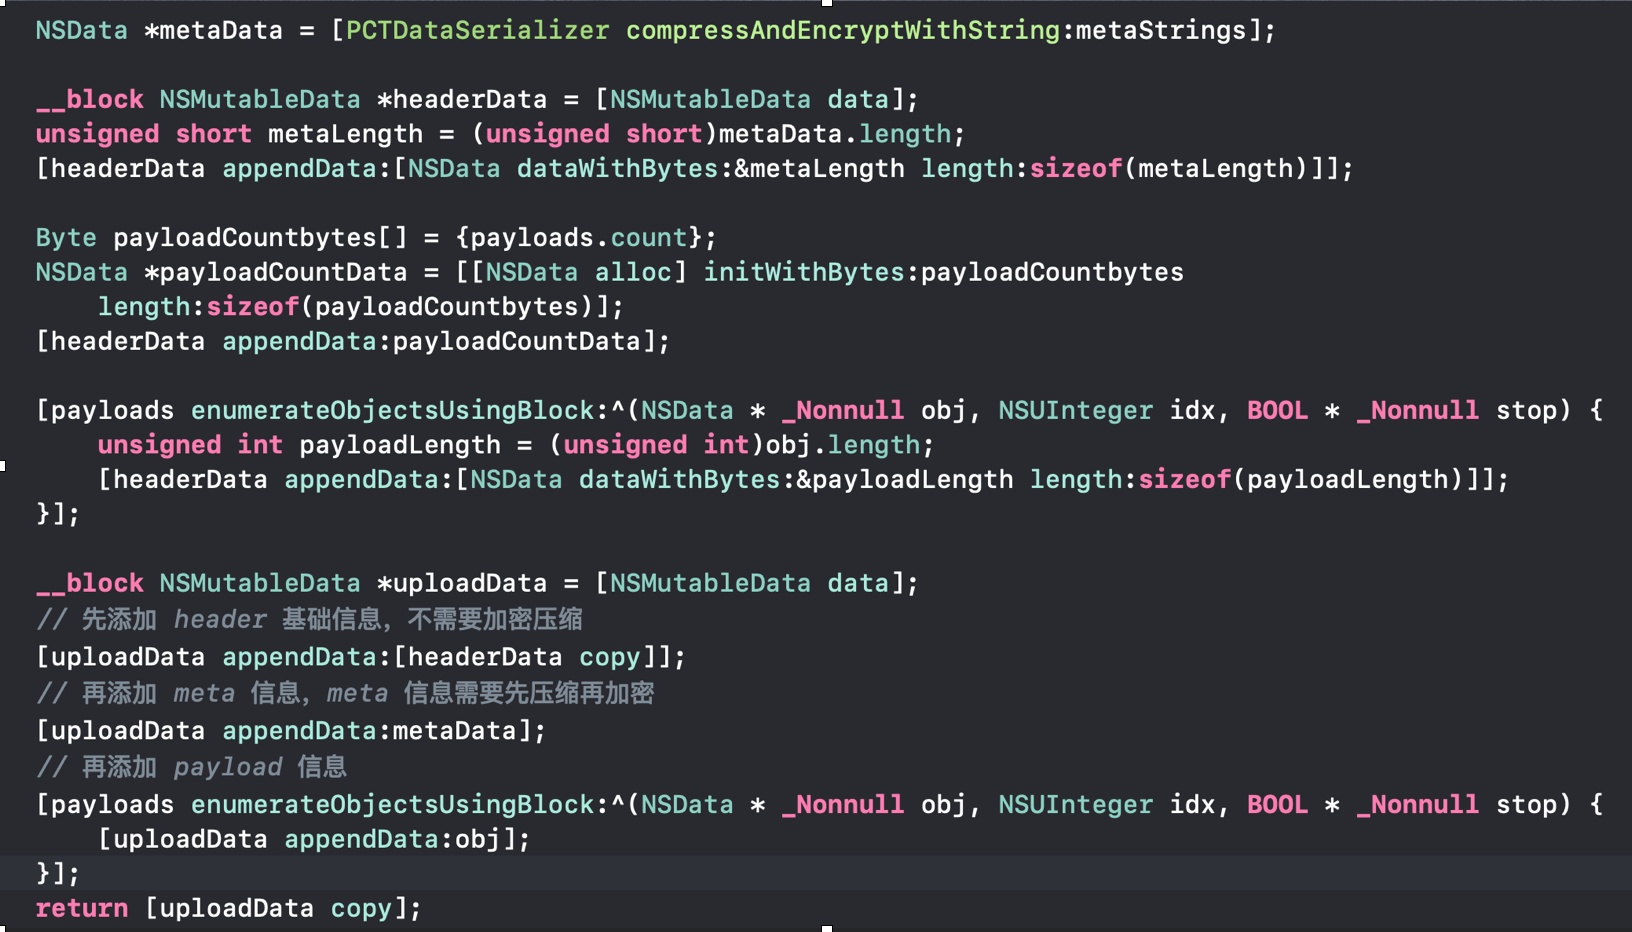 NSData *metaData = [PCTDataSerializer compressAndEncryptWithString:metaStrings];
__block NSMutableData *headerData = [NSMutableData data];
unsigned short metaLength = (unsigned short)metaData.length;
[headerData appendData:[NSData dataWithBytes:&metaLength length:sizeof(metaLength)]];
Byte payloadCountbytes[] = {payloads.count};
NSData *payloadCountData = [[NSData alloc] initWithBytes:payloadCountbytes
length:sizeof(payloadCountbytes)];
[headerData appendData:payloadCountData];
[payloads enumerateObjectsUsingBlock:^(NSData * _Nonnull obj, NSUInteger idx, BOOL * _Nonnull stop) {
unsigned int payloadLength = (unsigned int)obj.length;
[headerData appendData:[NSData dataWithBytes:&payloadLength length:sizeof(payloadLength)]];
}];
__block NSMutableData *uploadData = [NSMutableData data];
// 先添加 header 基础信息，不需要加密压缩
[uploadData appendData:[headerData copy]];
// 再添加 meta 信息，meta 信息需要先压缩再加密
[uploadData appendData:metaData];
// 再添加 payload 信息
[payloads enumerateObjectsUsingBlock:^(NSData * _Nonnull obj, NSUInteger idx, BOOL * _Nonnull stop) {
[uploadData appendData:obj];
}];
return [uploadData copy];